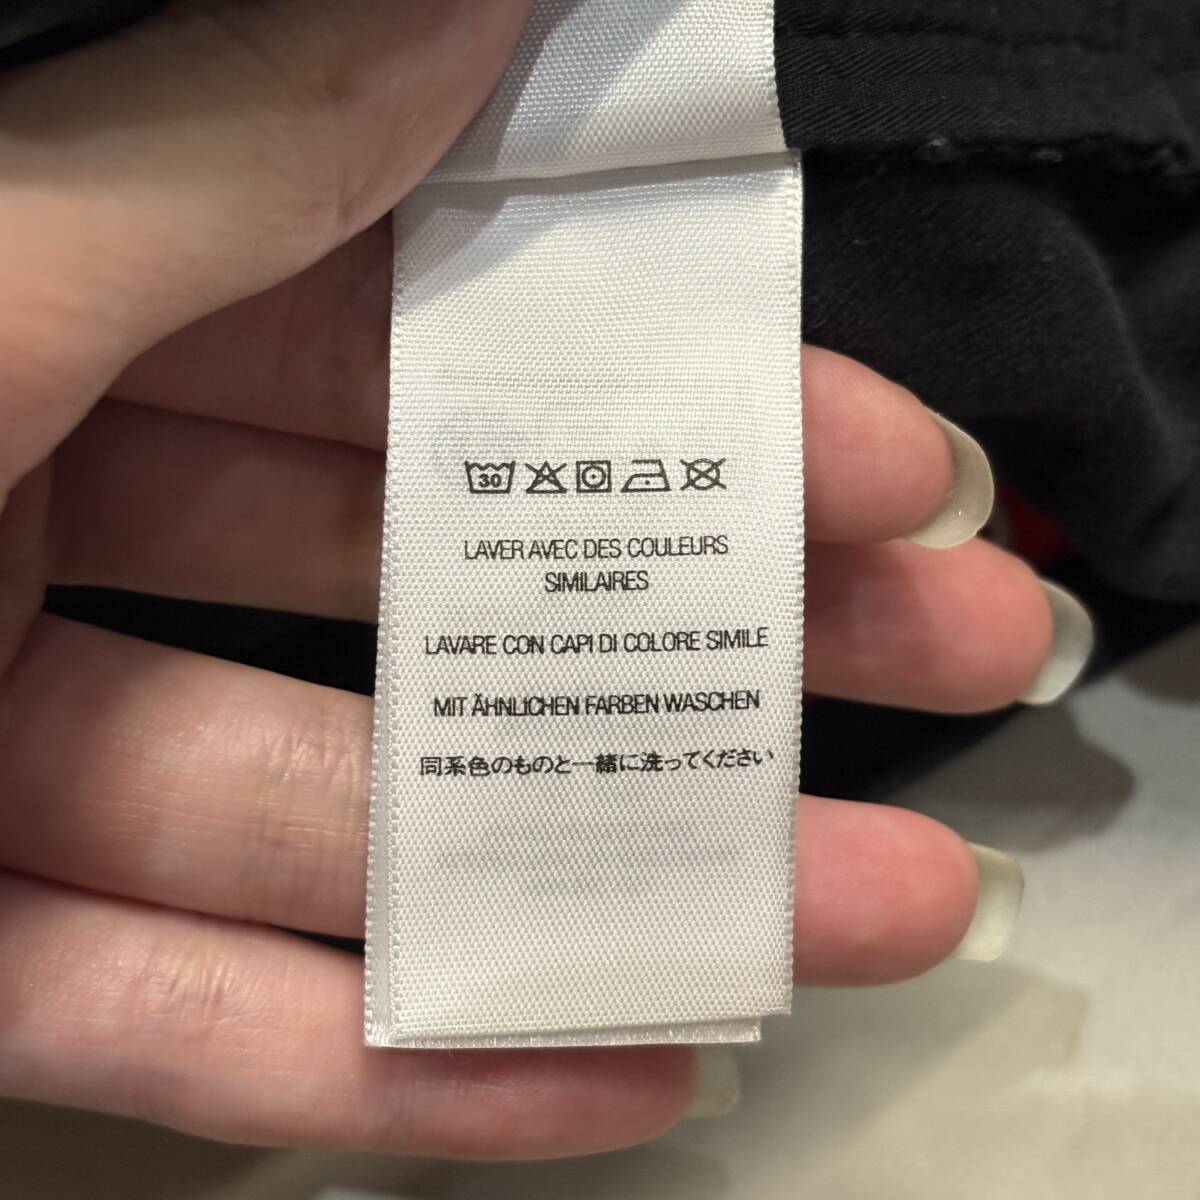 30
LAVER AVEC DES COULEURS
SIMILAIRES
LAVARE CON CAPI DI COLORE SIMILE
MIT ÄHNLICHEN FARBEN WASCHEN
同系色のものと一緒に洗ってください